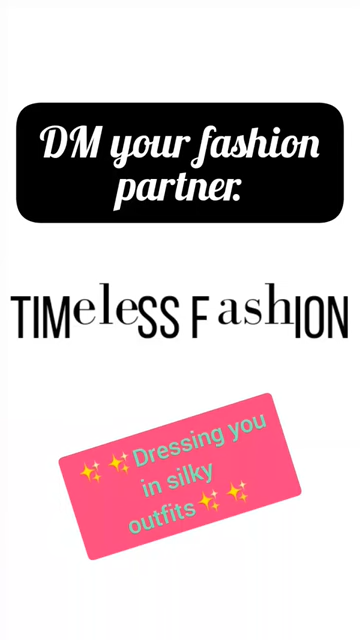 DM your fashion
partner.
TIMeleSS FashION
✨✨Dressing you
in silky
outfits✨✨